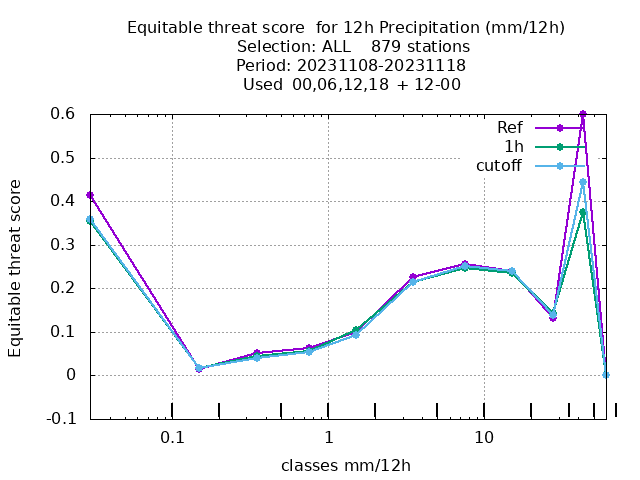 Equitable threat score  for 12h Precipitation (mm/12h)
Selection: ALL    879 stations
Period: 20231108-20231118
Used  00,06,12,18  + 12-00
Ref
1h
cutoff
0.6
0.5
0.4
0.3
0.2
0.1
0
-0.1
Equitable threat score
0.1 1 10
classes mm/12h